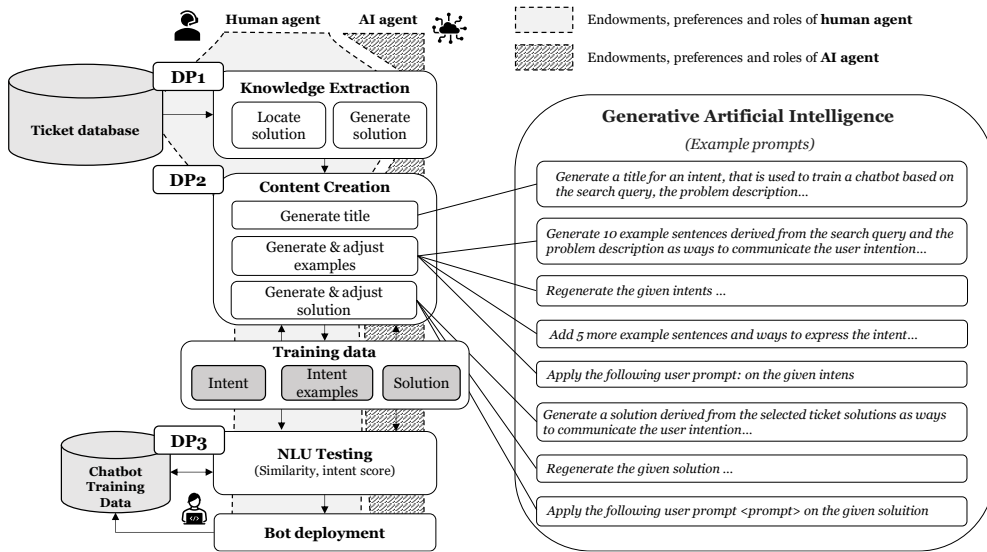 Human agent
AI agent
Endowments, preferences and roles of human agent
Endowments, preferences and roles of AI agent
DP1
Knowledge Extraction
Locate
solution
Generate
solution
Ticket database
DP2
Content Creation
Generate title
Generate & adjust
examples
Generate & adjust
solution
Training data
Intent
Intent
examples
Solution
DP3
NLU Testing
(Similarity, intent score)
Chatbot
Training
Data
Bot deployment
Generative Artificial Intelligence
(Example prompts)
Generate a title for an intent, that is used to train a chatbot based on
the search query, the problem description...
Generate 10 example sentences derived from the search query and the
problem description as ways to communicate the user intention...
Regenerate the given intents ...
Add 5 more example sentences and ways to express the intent...
Apply the following user prompt: on the given intens
Generate a solution derived from the selected ticket solutions as ways
to communicate the user intention...
Regenerate the given solution ...
Apply the following user prompt <prompt> on the given soluition